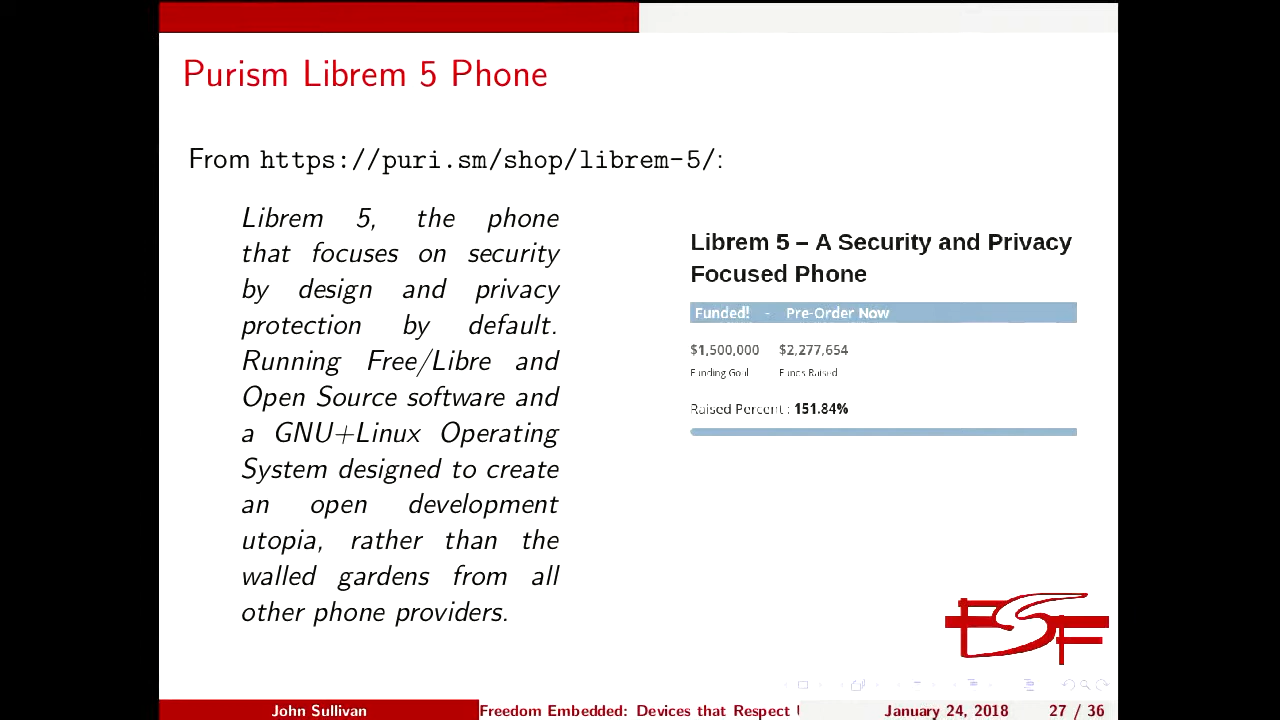 Purism Librem 5 Phone
From https://puri.sm/shop/librem-5/:
Librem 5, the phone
that focuses on security
by design and privacy
protection by default.
Running Free/Libre and
Open Source software and
a GNU+Linux Operating
System designed to create
an open development
utopia, rather than the
walled gardens from all
other phone providers.
Librem 5 – A Security and Privacy
Focused Phone
Funded! - Pre-Order Now
$1,500,000 $2,277,654
Funding Goal Funds Raised
Raised Percent : 151.84%
FSF
John Sullivan Freedom Embedded: Devices that Respect January 24, 2018 27 / 36